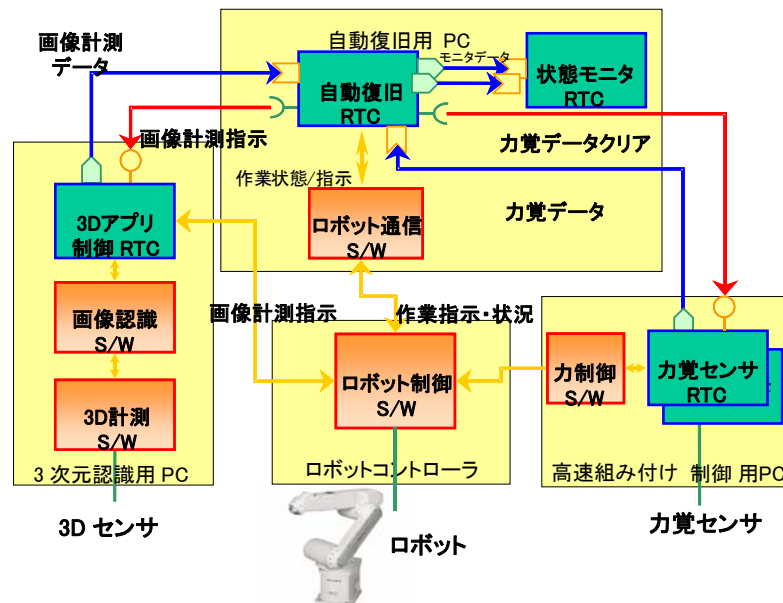 画像計測
データ
自動復旧用 PC
モニタデータ
自動復旧
RTC
状態モニタ
RTC
画像計測指示
力覚データクリア
作業状態/指示
3Dアプリ
制御 RTC
ロボット通信
S/W
力覚データ
画像認識
S/W
画像計測指示
作業指示・状況
3D計測
S/W
ロボット制御
S/W
力制御
S/W
力覚センサ
RTC
3 次元認識用 PC
ロボットコントローラ
高速組み付け 制御 用PC
3D センサ
ロボット
力覚センサ